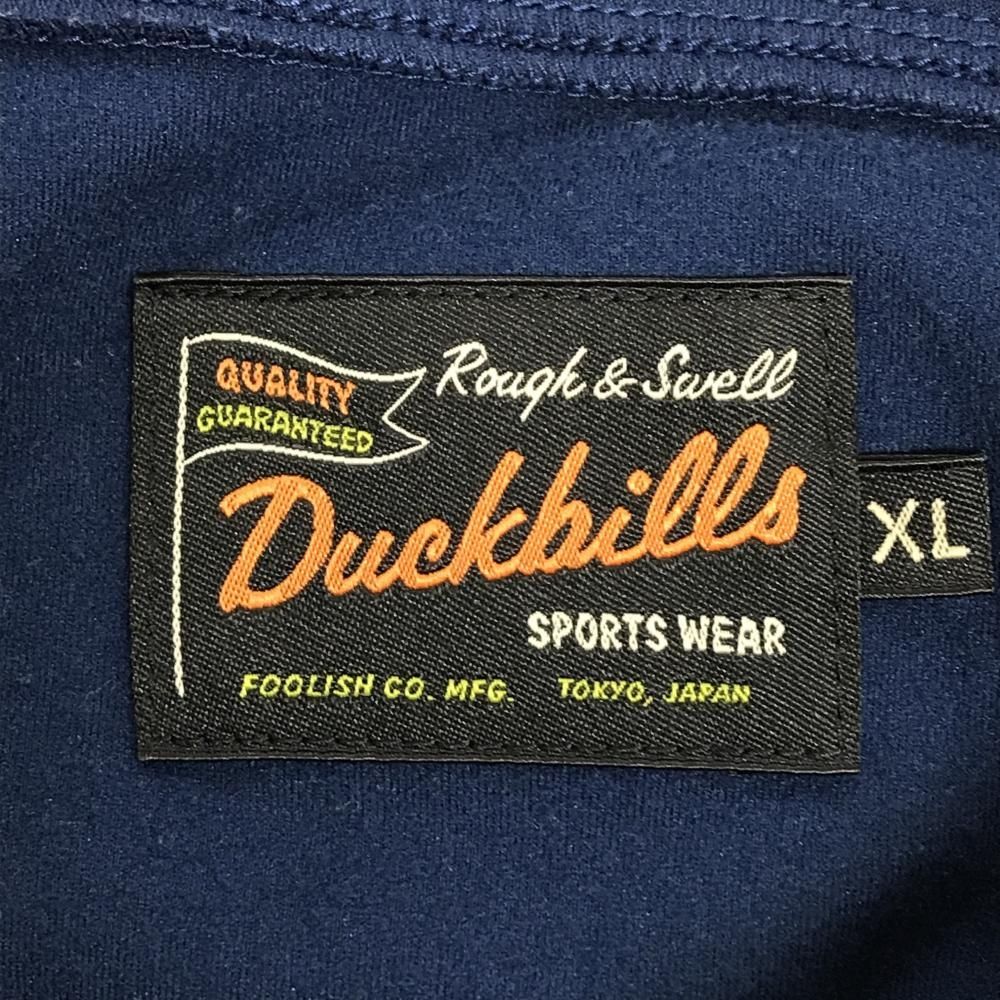 QUALITY
GUARANTEED
Rough & Swell
Duckbills
SPORTS WEAR
FOOLISH CO. MFG. TOKYO, JAPAN
XL